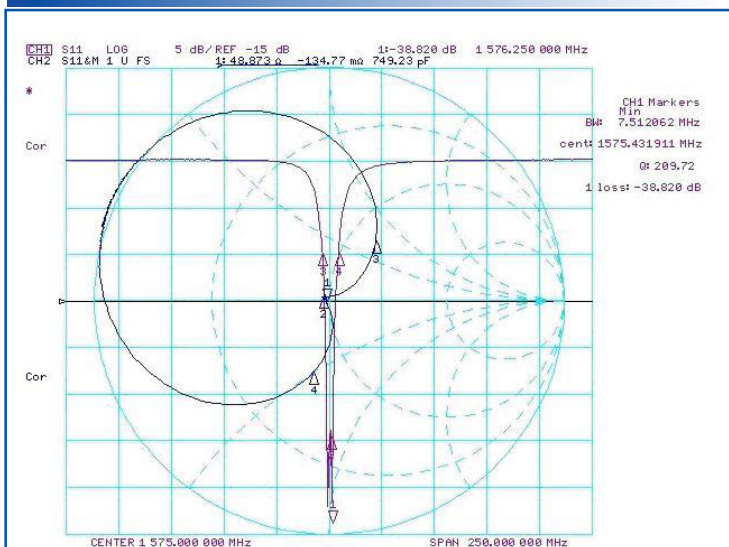 CH1 S11 LOG 5 dB/REF -15 dB 1:-38.820 dB 1 576.250 000 MHz
CH2 S11&M 1 U FS 1: 48.873 Ω -134.77 mΩ 749.23 pF
*
CH1 Markers
Min
BW: 7.512062 MHz
Cor
cent: 1575.431911 MHz
Q: 209.72
1 loss: -38.820 dB
3
3 4
1
2
Cor
4
1
CENTER 1 575.000 000 MHz SPAN 250.000 000 MHz